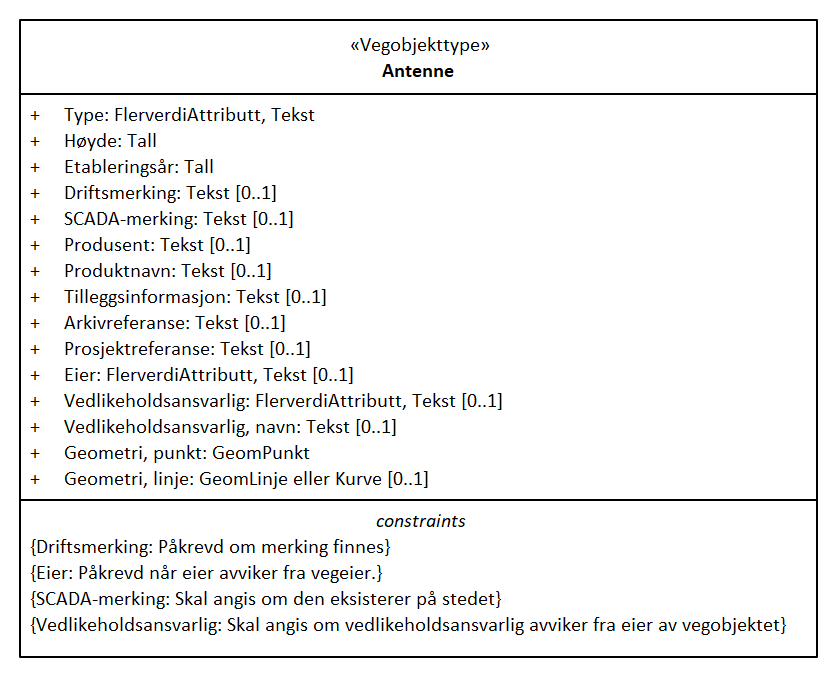 «Vegobjekttype»
Antenne
+ Type: FlerverdiAttributt, Tekst
+ Høyde: Tall
+ Etableringsår: Tall
+ Driftsmerking: Tekst [0..1]
+ SCADA-merking: Tekst [0..1]
+ Produsent: Tekst [0..1]
+ Produktnavn: Tekst [0..1]
+ Tilleggsinformasjon: Tekst [0..1]
+ Arkivreferanse: Tekst [0..1]
+ Prosjektreferanse: Tekst [0..1]
+ Eier: FlerverdiAttributt, Tekst [0..1]
+ Vedlikeholdsansvarlig: FlerverdiAttributt, Tekst [0..1]
+ Vedlikeholdsansvarlig, navn: Tekst [0..1]
+ Geometri, punkt: GeomPunkt
+ Geometri, linje: GeomLinje eller Kurve [0..1]
constraints
{Driftsmerking: Påkrevd om merking finnes}
{Eier: Påkrevd når eier avviker fra vegeier.}
{SCADA-merking: Skal angis om den eksisterer på stedet}
{Vedlikeholdsansvarlig: Skal angis om vedlikeholdsansvarlig avviker fra eier av vegobjektet}